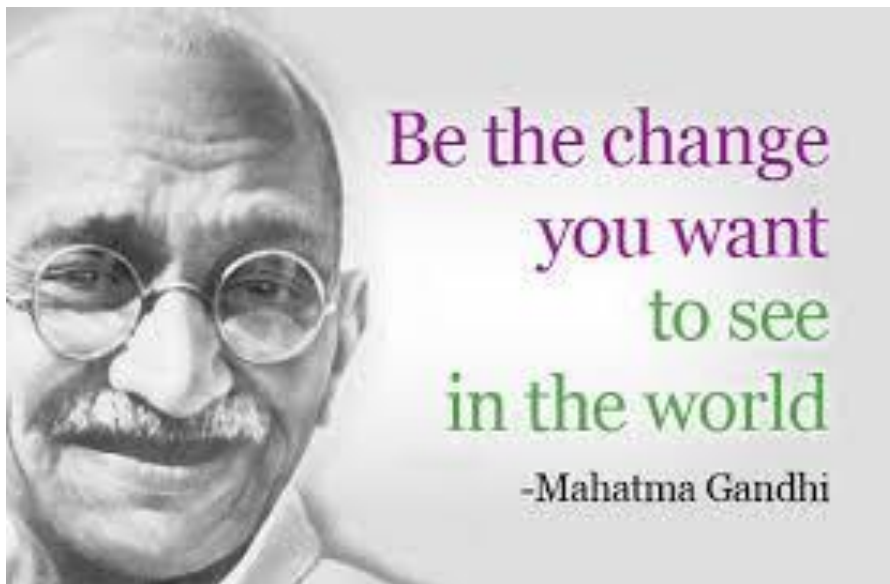 Be the change
you want
to see
in the world
-Mahatma Gandhi